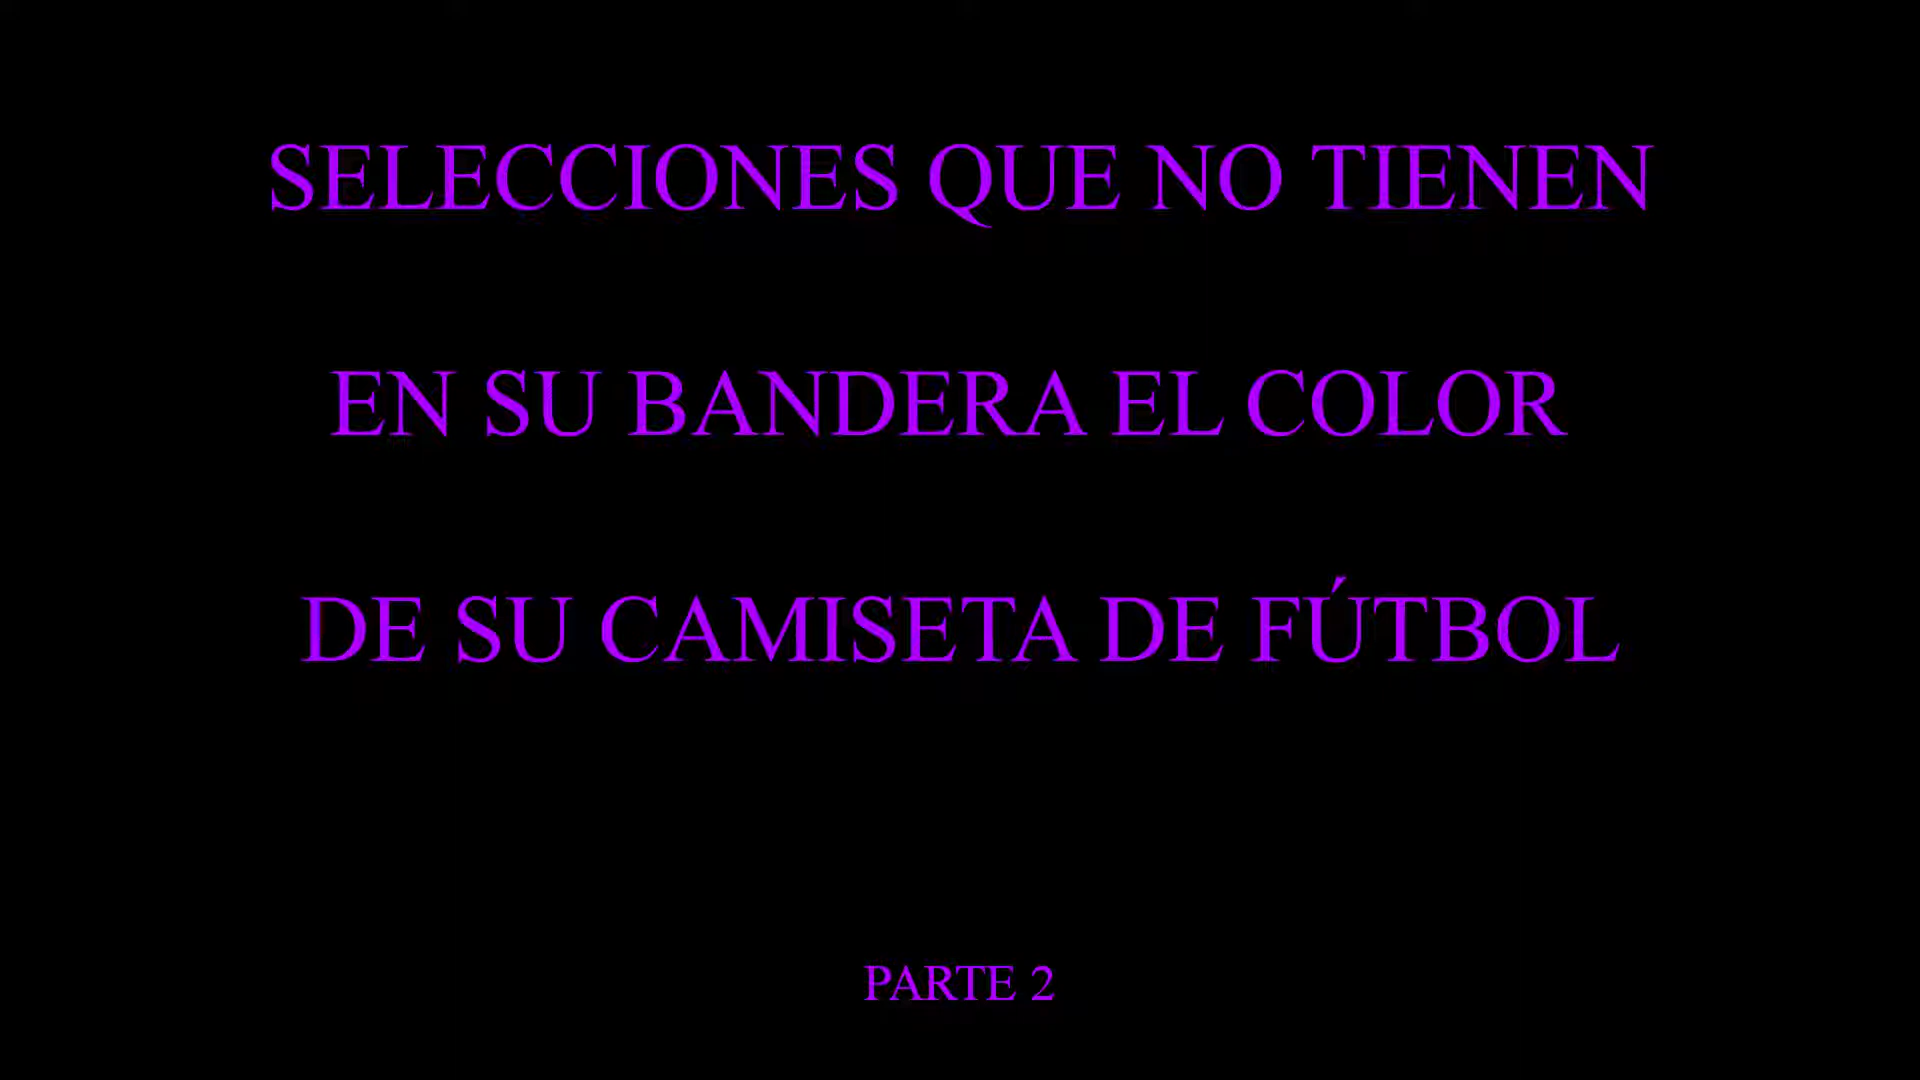 SELECCIONES QUE NO TIENEN
EN SU BANDERA EL COLOR
DE SU CAMISETA DE FÚTBOL
PARTE 2